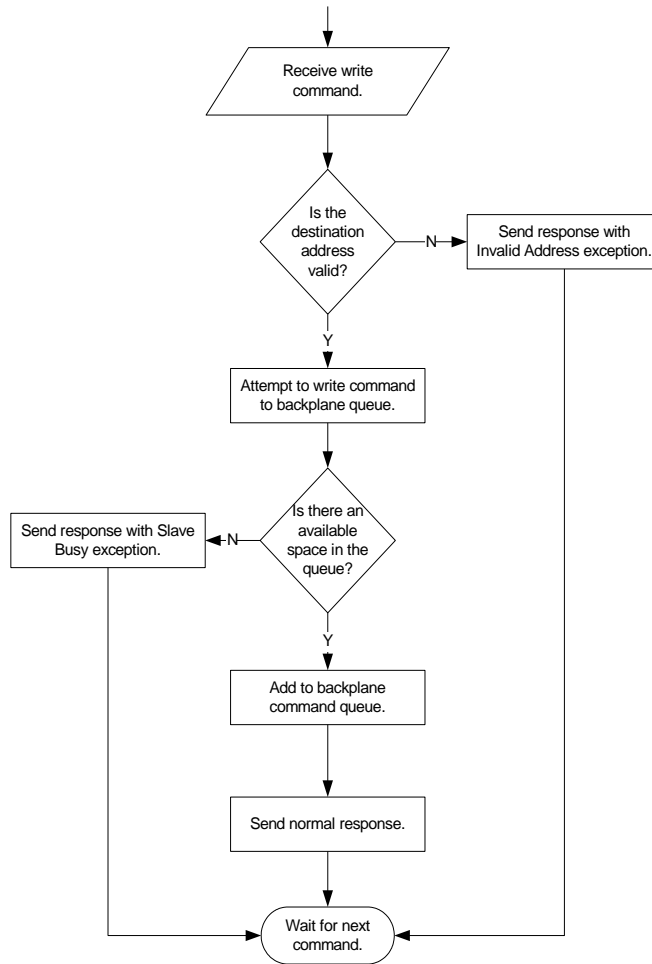 Receive write
command.
Is the
destination
address
valid?
N
Send response with
Invalid Address exception.
Y
Attempt to write command
to backplane queue.
Is there an
available
space in the
queue?
N
Send response with Slave
Busy exception.
Y
Add to backplane
command queue.
Send normal response.
Wait for next
command.